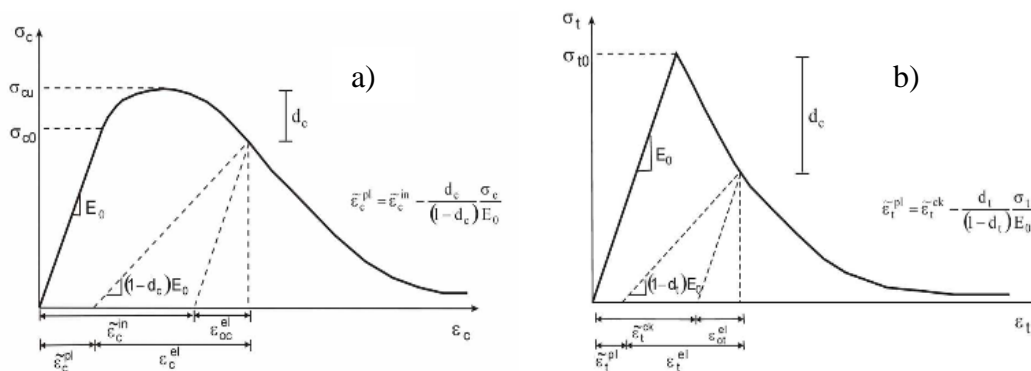 σc
σcu
σc0
a)
dc
E0
ε̃c^pl = ε̃c^in − dc/(1−dc) σc/E0
(1−dc)E0
ε̃c^in
ε0c^el
εc
ε̃c^pl
εc^el
σt
σt0
b)
dc
E0
ε̃t^pl = ε̃t^ck − dt/(1−dt) σt/E0
(1−dt)E0
ε̃t^ck
ε0t^el
εt
ε̃t^pl
εt^el